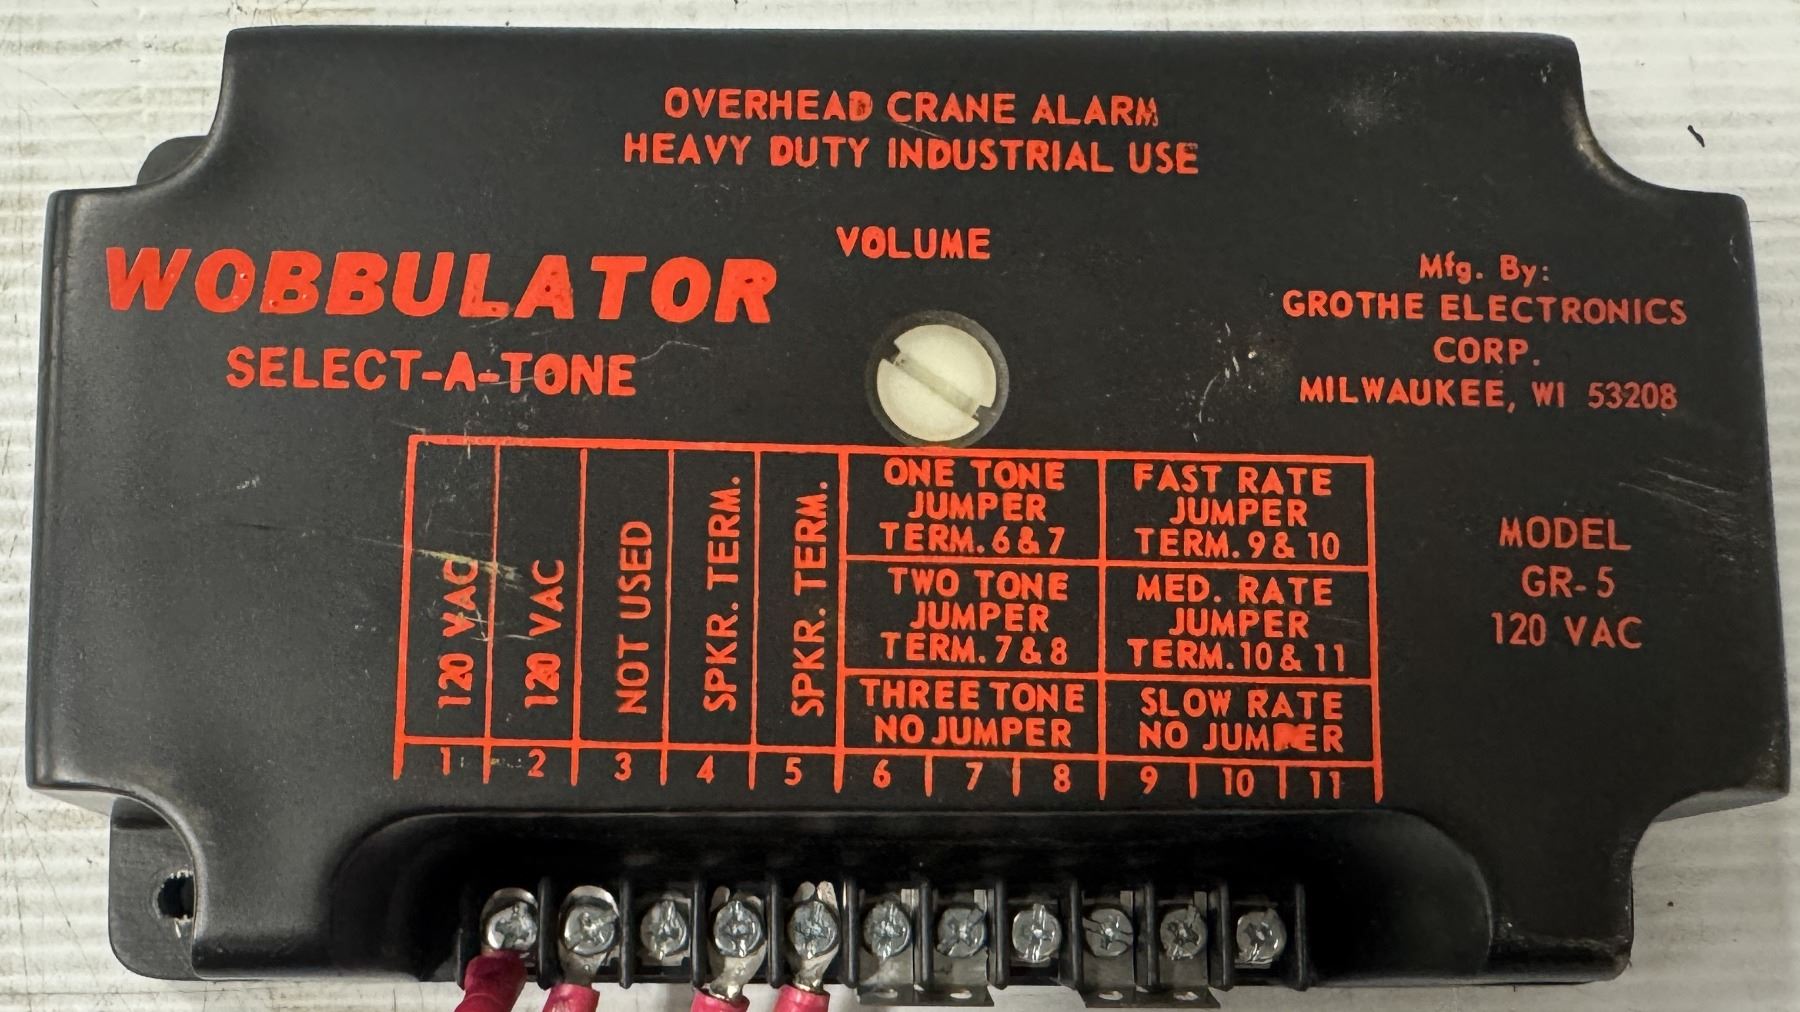 OVERHEAD CRANE ALARM
HEAVY DUTY INDUSTRIAL USE
VOLUME
WOBBULATOR
SELECT-A-TONE
Mfg. By:
GROTHE ELECTRONICS
CORP.
MILWAUKEE, WI 53208
120 VAC
120 VAC
NOT USED
SPKR. TERM.
SPKR. TERM.
ONE TONE
JUMPER
TERM. 6 & 7
TWO TONE
JUMPER
TERM. 7 & 8
THREE TONE
NO JUMPER
FAST RATE
JUMPER
TERM. 9 & 10
MED. RATE
JUMPER
TERM. 10 & 11
SLOW RATE
NO JUMPER
1 2 3 4 5 6 7 8 9 10 11
MODEL
GR-5
120 VAC